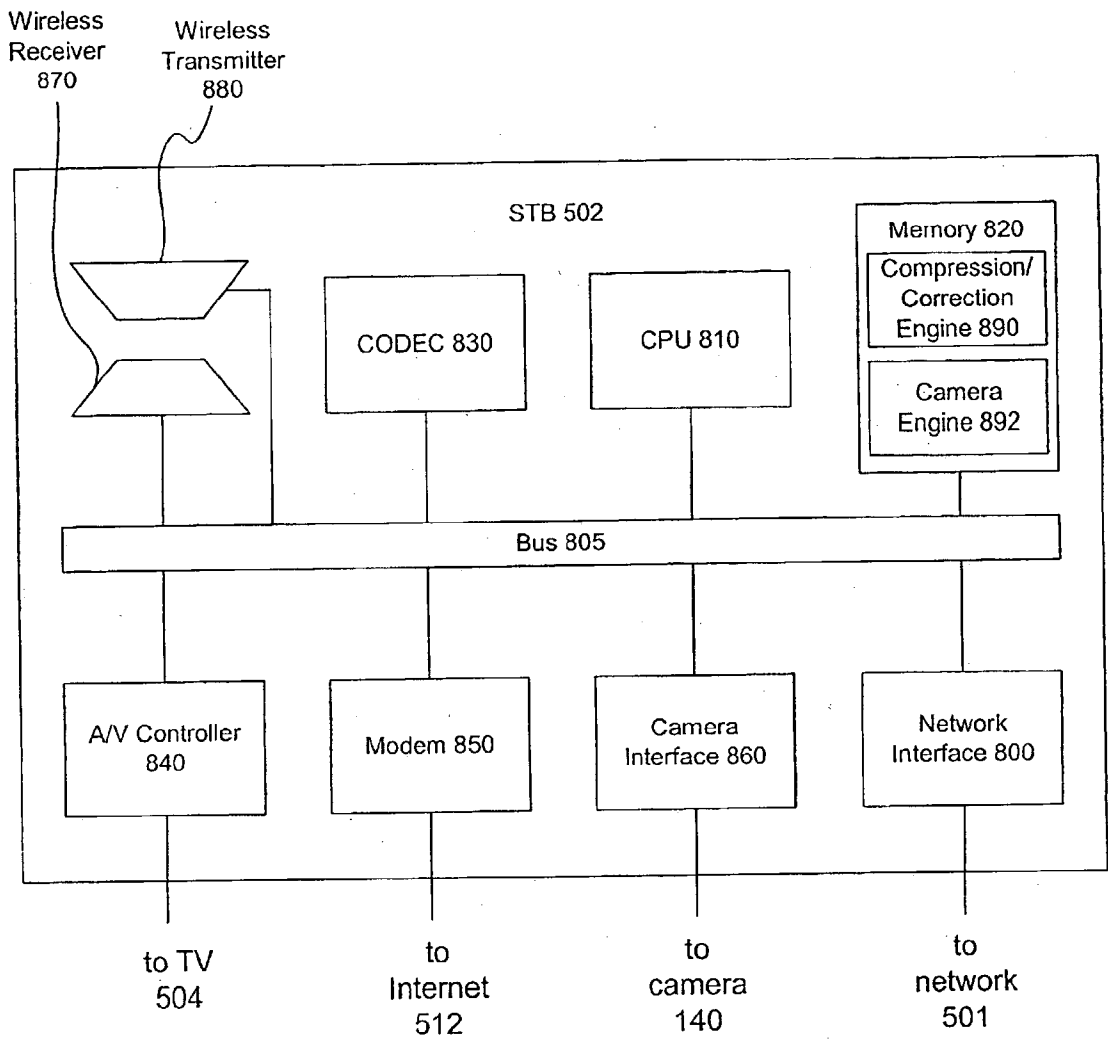 Wireless
Receiver
870
Wireless
Transmitter
880
STB 502
Memory 820
Compression/
Correction
Engine 890
Camera
Engine 892
CODEC 830
CPU 810
Bus 805
A/V Controller
840
Modem 850
Camera
Interface 860
Network
Interface 800
to TV
504
to
Internet
512
to
camera
140
to
network
501